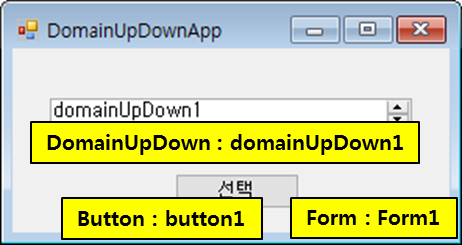 DomainUpDownApp
domainUpDown1
DomainUpDown : domainUpDown1
선택
Button : button1
Form : Form1